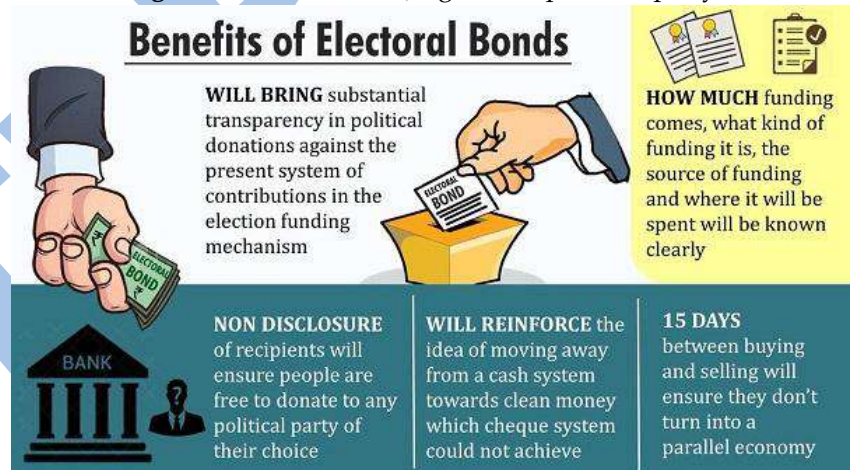 Benefits of Electoral Bonds
WILL BRING substantial
transparency in political
donations against the
present system of
contributions in the
election funding
mechanism
ELECTORAL
BOND
HOW MUCH funding
comes, what kind of
funding it is, the
source of funding
and where it will be
spent will be known
clearly
₹
ELECTORAL
BOND
₹
BANK
?
NON DISCLOSURE
of recipients will
ensure people are
free to donate to any
political party of
their choice
WILL REINFORCE the
idea of moving away
from a cash system
towards clean money
which cheque system
could not achieve
15 DAYS
between buying
and selling will
ensure they don't
turn into a
parallel economy